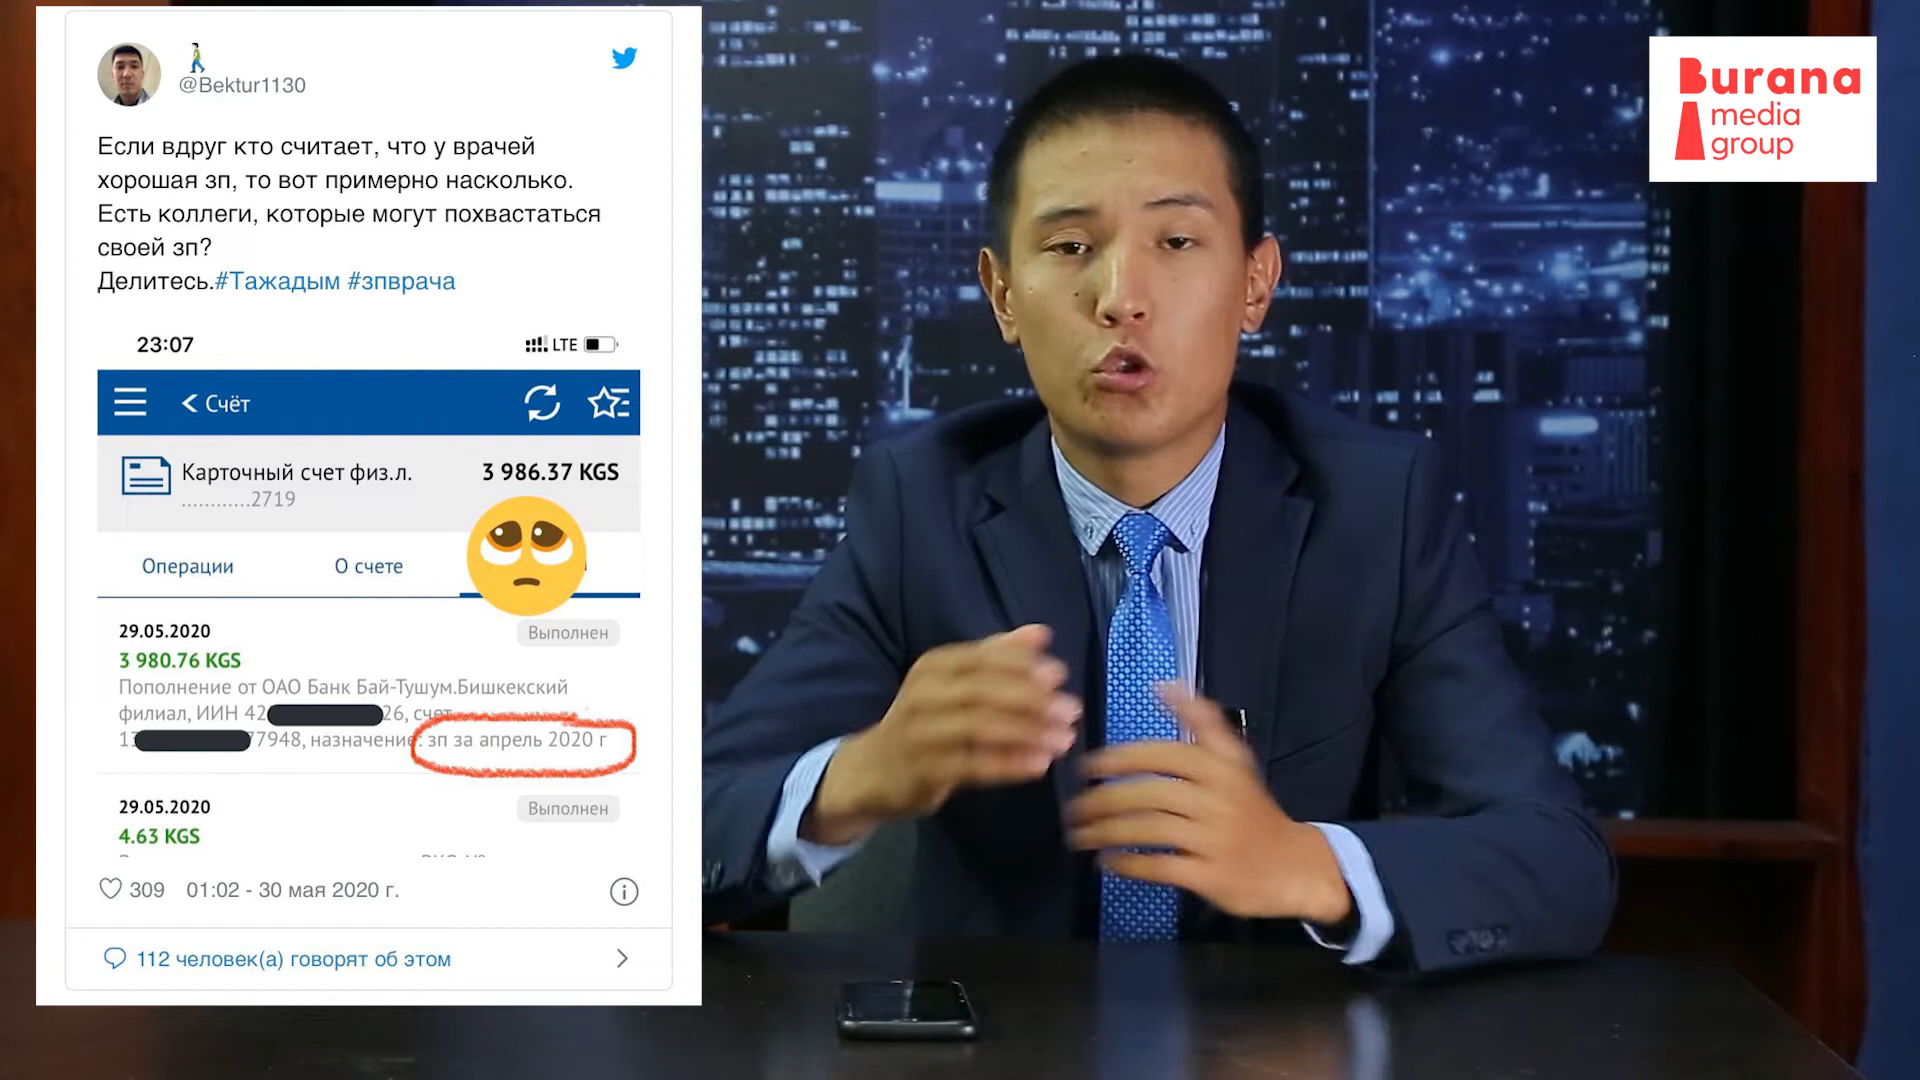 @Bektur1130
Если вдруг кто считает, что у врачей
хорошая зп, то вот примерно насколько.
Есть коллеги, которые могут похвастаться
своей зп?
Делитесь.#Тажадым #зпврача
23:07
LTE
Счёт
Карточный счет физ.л.
3 986.37 KGS
............2719
Операции
О счете
29.05.2020
Выполнен
3 980.76 KGS
Пополнение от ОАО Банк Бай-Тушум.Бишкекский
филиал, ИИН 42 26, счет
77948, назначение: зп за апрель 2020 г
29.05.2020
Выполнен
4.63 KGS
309
01:02 - 30 мая 2020 г.
112 человек(а) говорят об этом
Burana
media
group